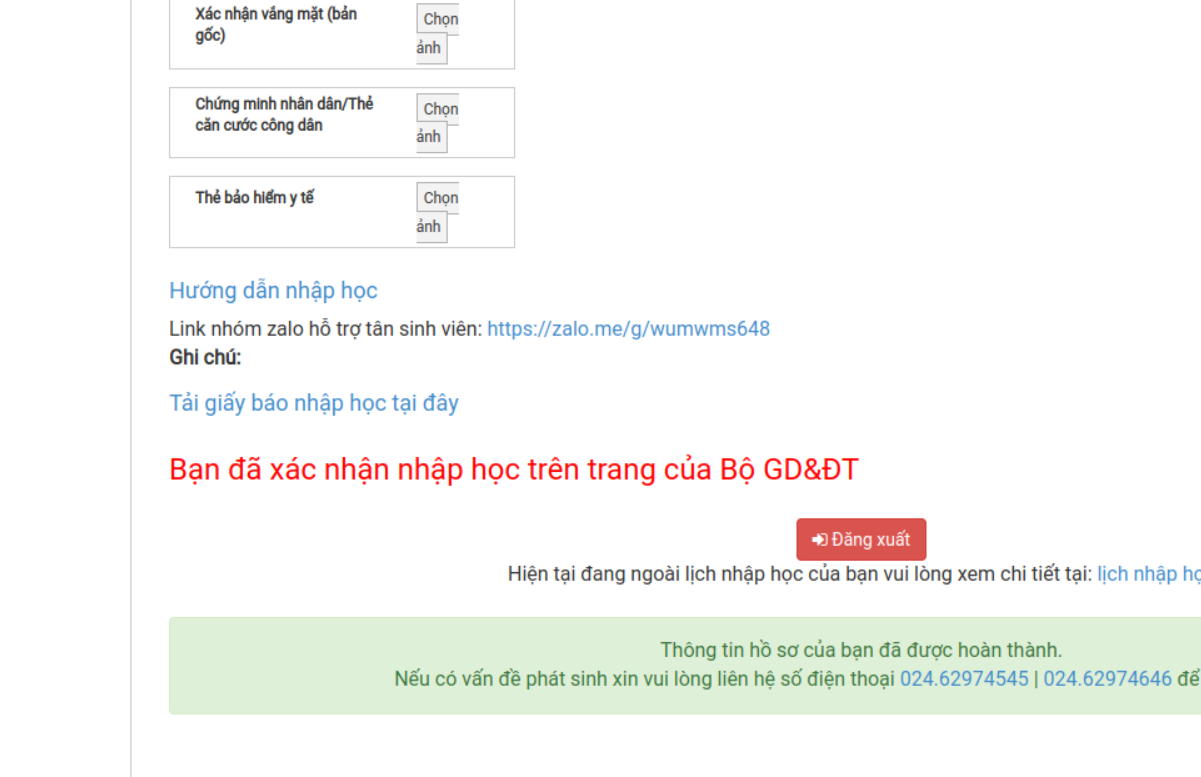 Xác nhận vắng mặt (bản
gốc)
Chọn
ảnh
Chứng minh nhân dân/Thẻ
căn cước công dân
Chọn
ảnh
Thẻ bảo hiểm y tế
Chọn
ảnh
Hướng dẫn nhập học
Link nhóm zalo hỗ trợ tân sinh viên: https://zalo.me/g/wumwms648
Ghi chú:
Tải giấy báo nhập học tại đây
Bạn đã xác nhận nhập học trên trang của Bộ GD&ĐT
Đăng xuất
Hiện tại đang ngoài lịch nhập học của bạn vui lòng xem chi tiết tại: lịch nhập
Thông tin hồ sơ của bạn đã được hoàn thành.
Nếu có vấn đề phát sinh xin vui lòng liên hệ số điện thoại 024.62974545 | 024.62974646 để